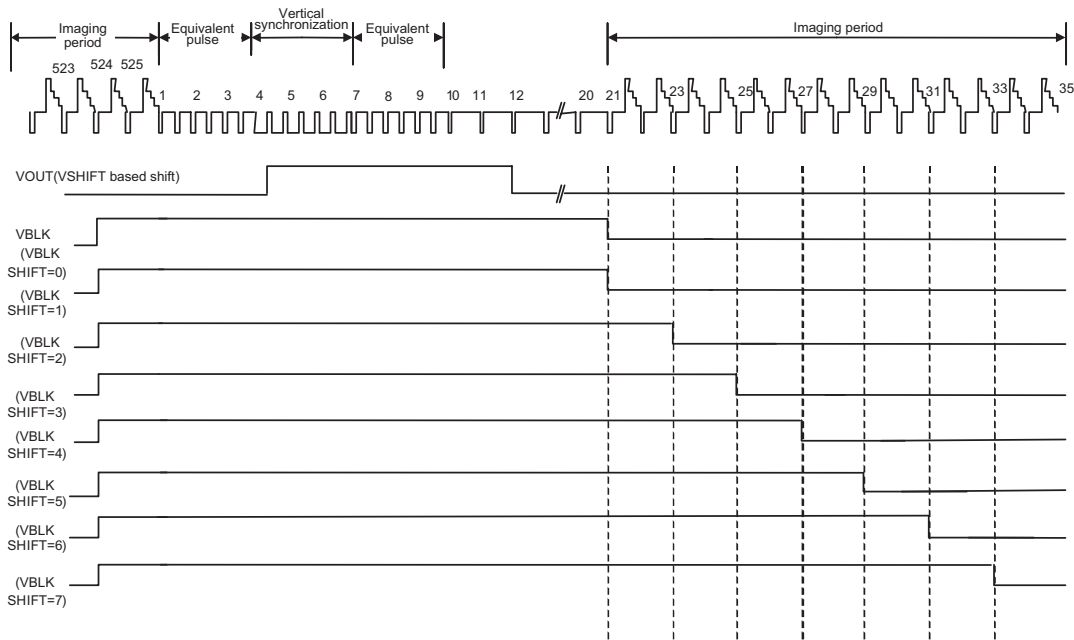 Imaging
period
Equivalent
pulse
Vertical
synchronization
Equivalent
pulse
Imaging period
523 524 525 1 2 3 4 5 6 7 8 9 10 11 12 20 21 23 25 27 29 31 33 35
VOUT(VSHIFT based shift)
VBLK
(VBLK
SHIFT=0)
(VBLK
SHIFT=1)
(VBLK
SHIFT=2)
(VBLK
SHIFT=3)
(VBLK
SHIFT=4)
(VBLK
SHIFT=5)
(VBLK
SHIFT=6)
(VBLK
SHIFT=7)